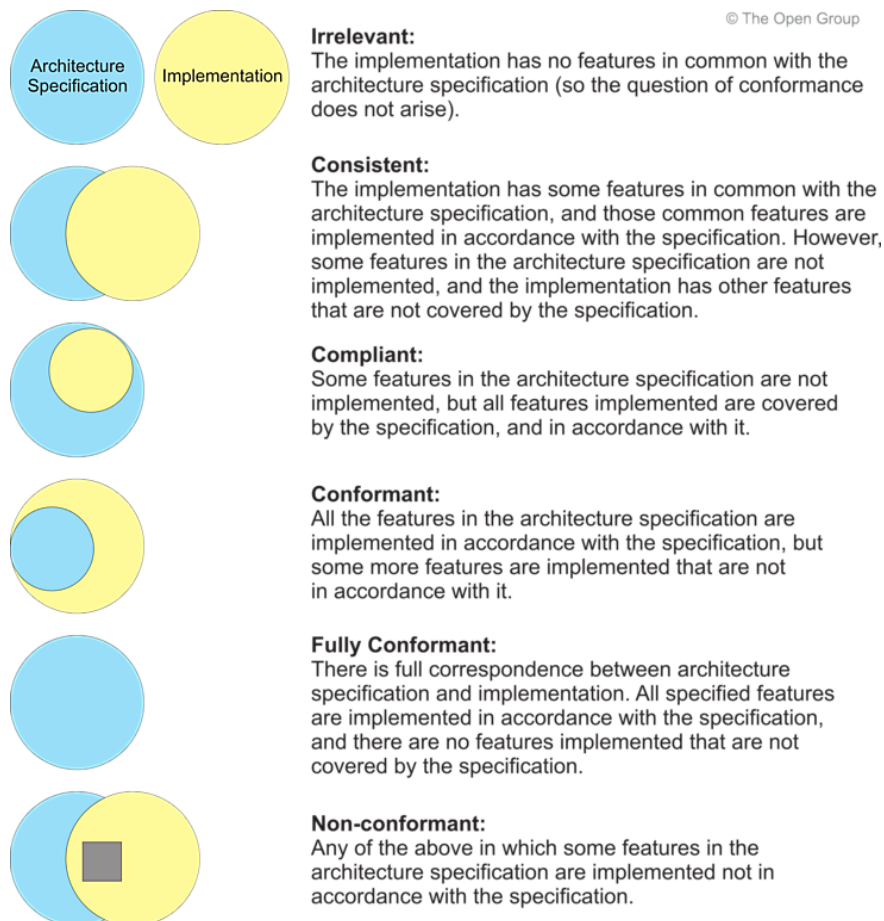 © The Open Group
Architecture
Specification
Implementation
Irrelevant:
The implementation has no features in common with the
architecture specification (so the question of conformance
does not arise).
Consistent:
The implementation has some features in common with the
architecture specification, and those common features are
implemented in accordance with the specification. However,
some features in the architecture specification are not
implemented, and the implementation has other features
that are not covered by the specification.
Compliant:
Some features in the architecture specification are not
implemented, but all features implemented are covered
by the specification, and in accordance with it.
Conformant:
All the features in the architecture specification are
implemented in accordance with the specification, but
some more features are implemented that are not
in accordance with it.
Fully Conformant:
There is full correspondence between architecture
specification and implementation. All specified features
are implemented in accordance with the specification,
and there are no features implemented that are not
covered by the specification.
Non-conformant:
Any of the above in which some features in the
architecture specification are implemented not in
accordance with the specification.